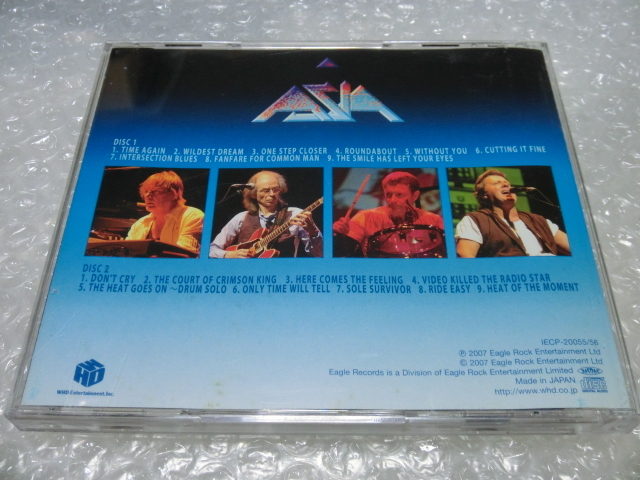 ASIA
DISC 1
1. TIME AGAIN 2. WILDEST DREAM 3. ONE STEP CLOSER 4. ROUNDABOUT 5. WITHOUT YOU 6. CUTTING IT FINE
7. INTERSECTION BLUES 8. FANFARE FOR COMMON MAN 9. THE SMILE HAS LEFT YOUR EYES
DISC 2
1. DON'T CRY 2. THE COURT OF CRIMSON KING 3. HERE COMES THE FEELING 4. VIDEO KILLED THE RADIO STAR
5. THE HEAT GOES ON ～DRUM SOLO 6. ONLY TIME WILL TELL 7. SOLE SURVIVOR 8. RIDE EASY 9. HEAT OF THE MOMENT
WHD
WHD Entertainment, Inc.
IECP-20055/56
℗ 2007 Eagle Rock Entertainment Ltd
© 2007 Eagle Rock Entertainment Ltd
Eagle Records is a Division of Eagle Rock Entertainment Limited
Made in JAPAN
http://www.whd.co.jp